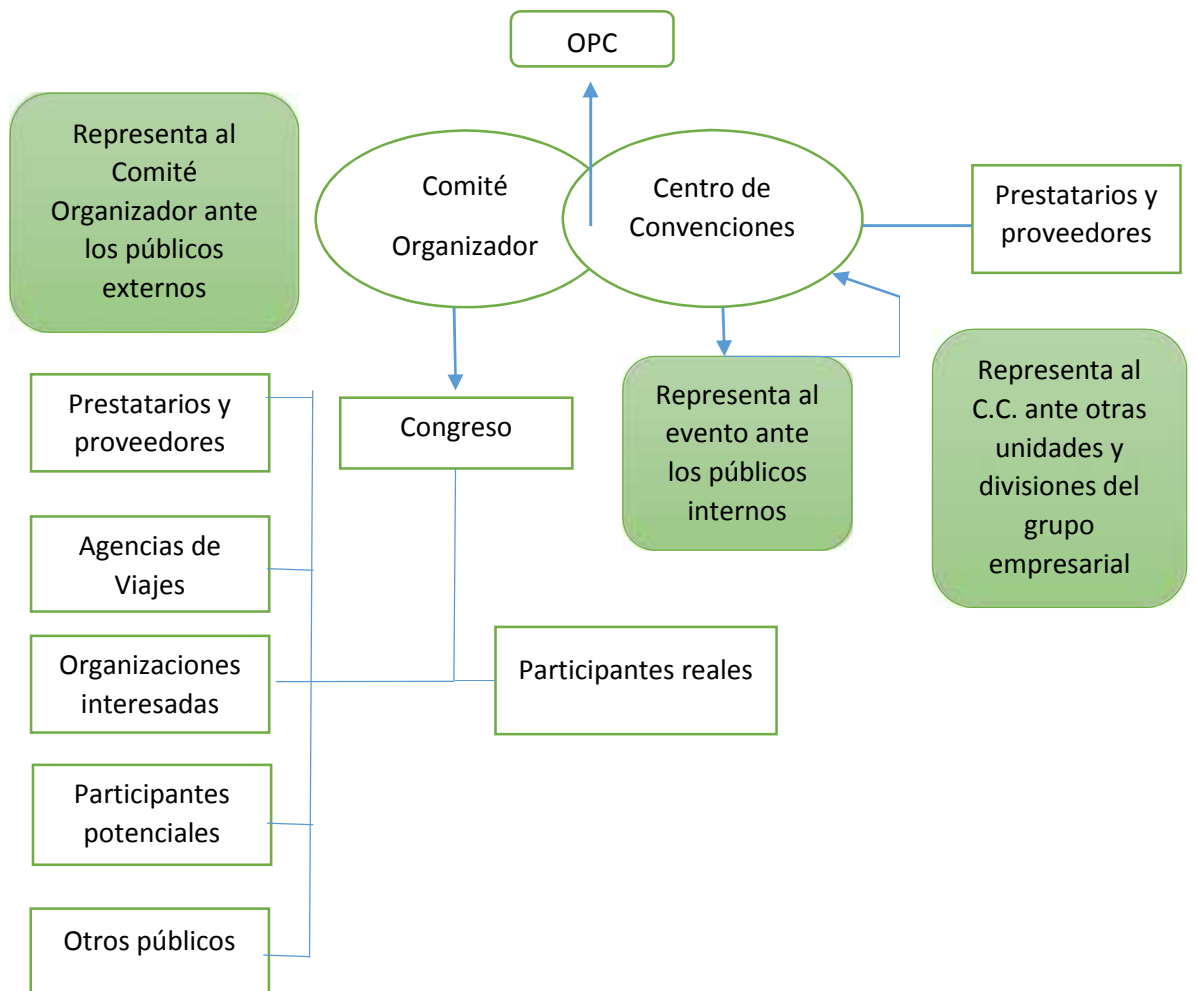 OPC
Representa al
Comité
Organizador ante
los públicos
externos
Comité
Organizador
Centro de
Convenciones
Prestatarios y
proveedores
Prestatarios y
proveedores
Congreso
Representa al
evento ante
los públicos
internos
Representa al
C.C. ante otras
unidades y
divisiones del
grupo
empresarial
Agencias de
Viajes
Organizaciones
interesadas
Participantes reales
Participantes
potenciales
Otros públicos